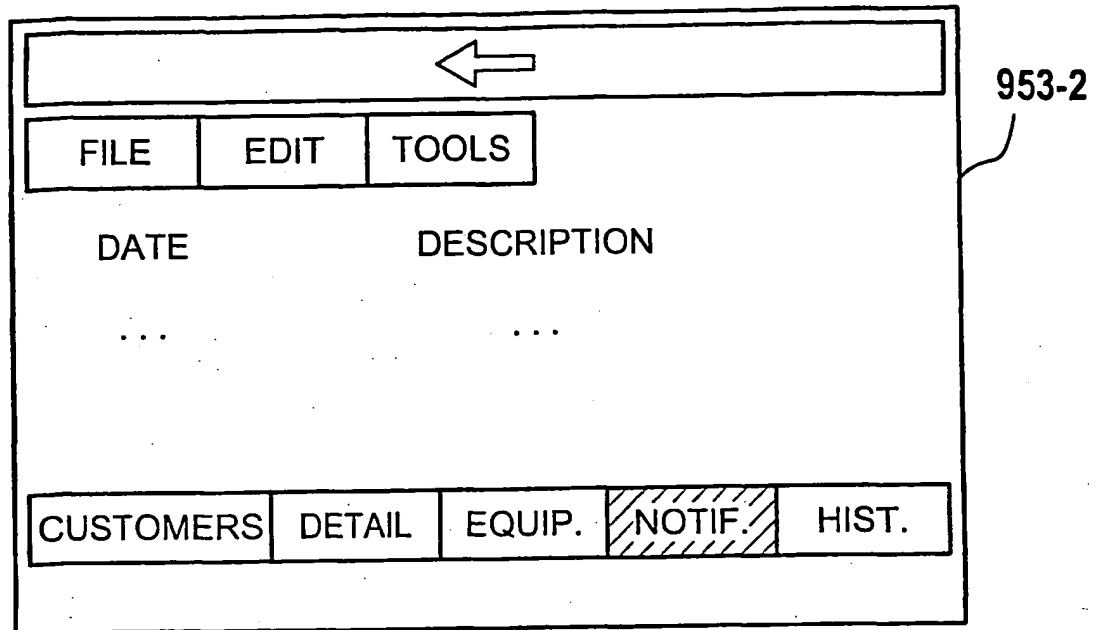 953-2
FILE EDIT TOOLS
DATE DESCRIPTION
... ...
CUSTOMERS DETAIL EQUIP. NOTIF. HIST.